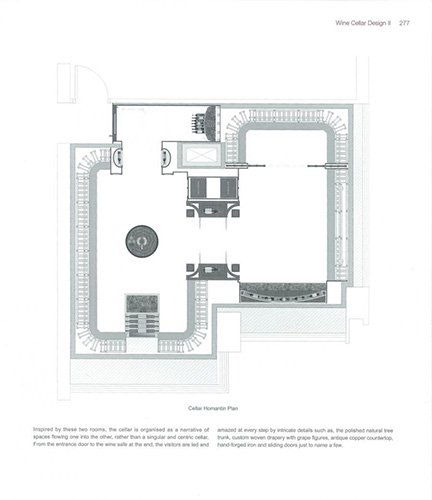 Wine Cellar Design II 277
Cellar Homantin Plan
Inspired by these two rooms, the cellar is organised as a narrative of
spaces flowing one into the other, rather than a singular and centric cellar.
From the entrance door to the wine safe at the end, the visitors are led and
amazed at every step by intricate details such as, the polished natural tree
trunk, custom woven drapery with grape figures, antique copper countertop,
hand-forged iron and sliding doors just to name a few.